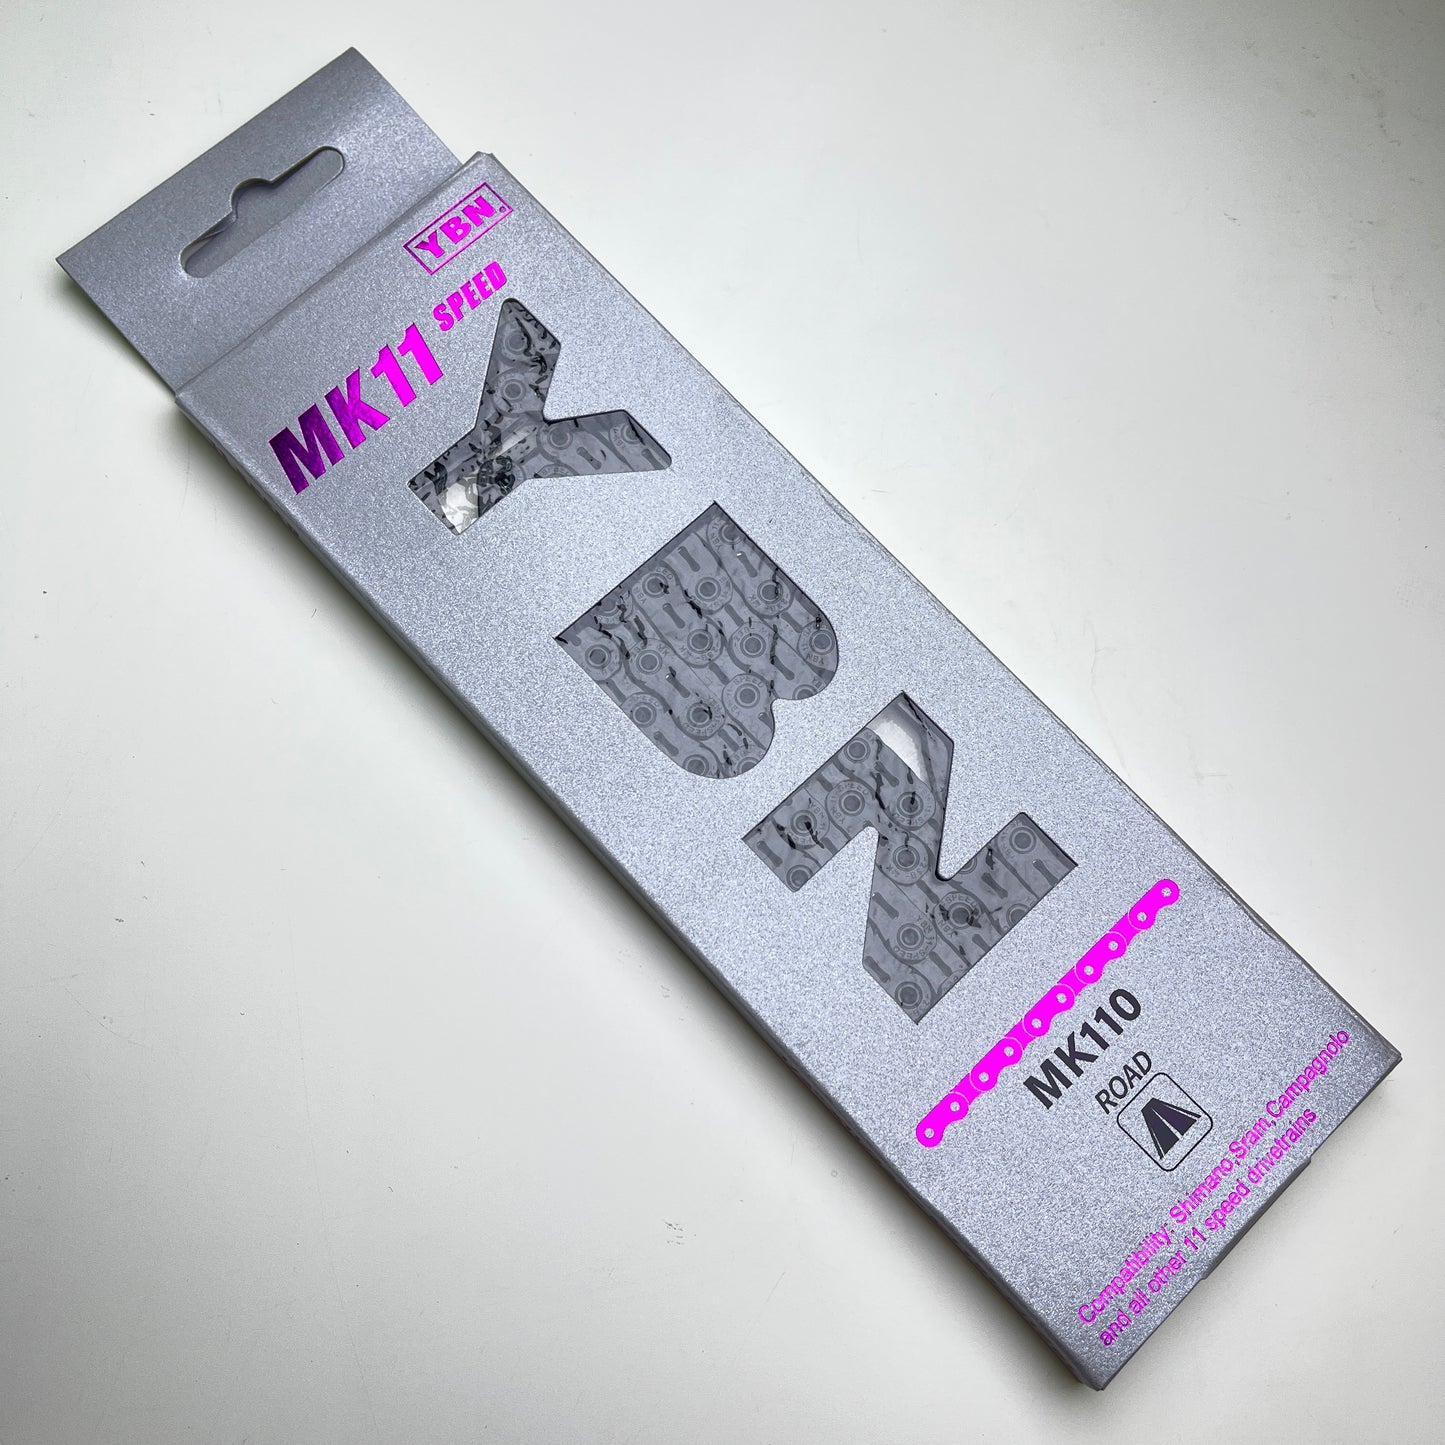 YBN
MK11 SPEED
YBN
MK110
ROAD
Compatibility: Shimano,Sram,Campagnolo
and all other 11 speed drivetrains